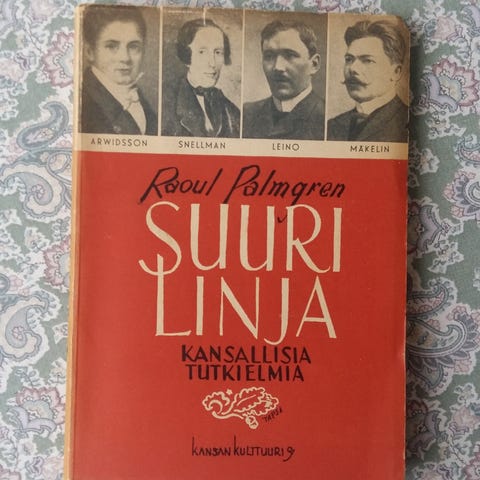 ARWIDSSON SNELLMAN LEINO MÄKELIN
Raoul Palmgren
SUURI
LINJA
KANSALLISIA
TUTKIELMIA
KANSAN KULTTUURI